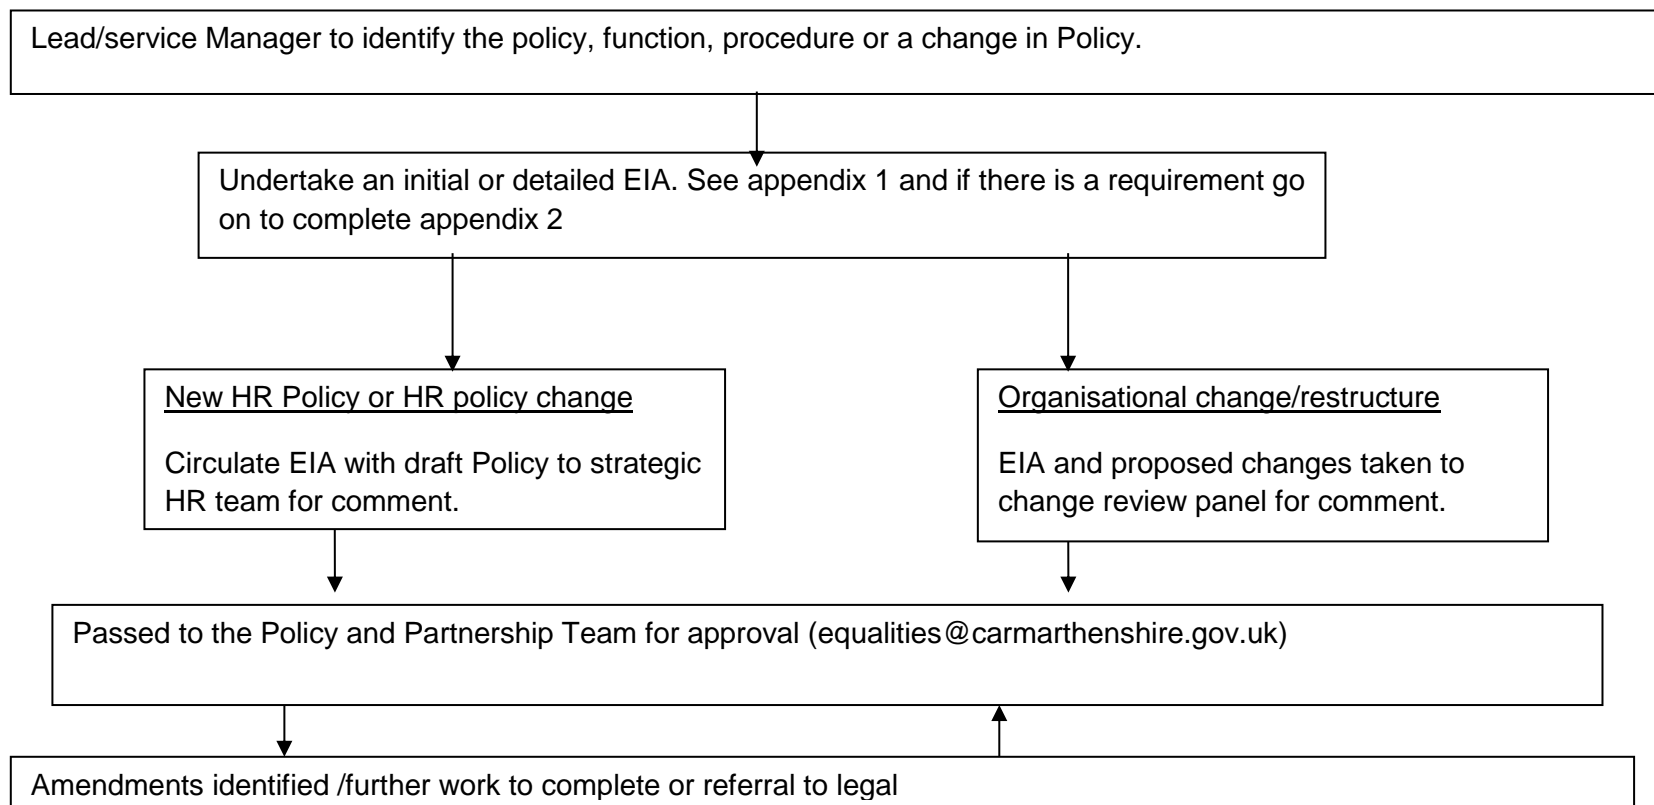 Lead/service Manager to identify the policy, function, procedure or a change in Policy.
Undertake an initial or detailed EIA. See appendix 1 and if there is a requirement go
on to complete appendix 2
New HR Policy or HR policy change
Circulate EIA with draft Policy to strategic
HR team for comment.
Organisational change/restructure
EIA and proposed changes taken to
change review panel for comment.
Passed to the Policy and Partnership Team for approval (equalities@carmarthenshire.gov.uk)
Amendments identified /further work to complete or referral to legal